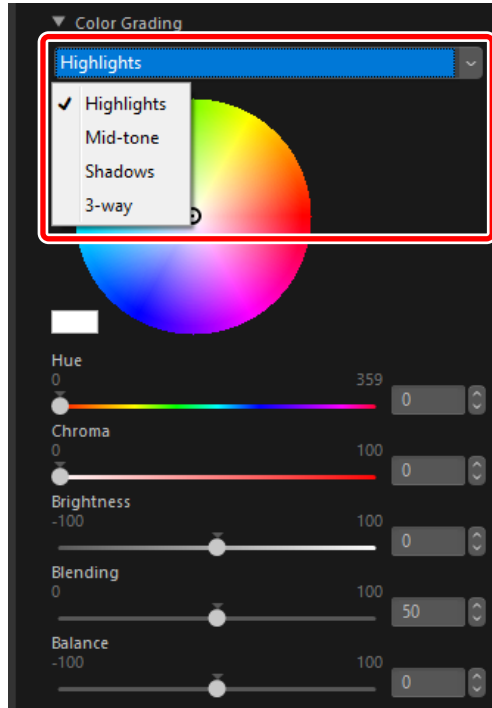 Color Grading
Highlights
Highlights
Mid-tone
Shadows
3-way
Hue
0 359
0
Chroma
0 100
0
Brightness
-100 100
0
Blending
0 100
50
Balance
-100 100
0